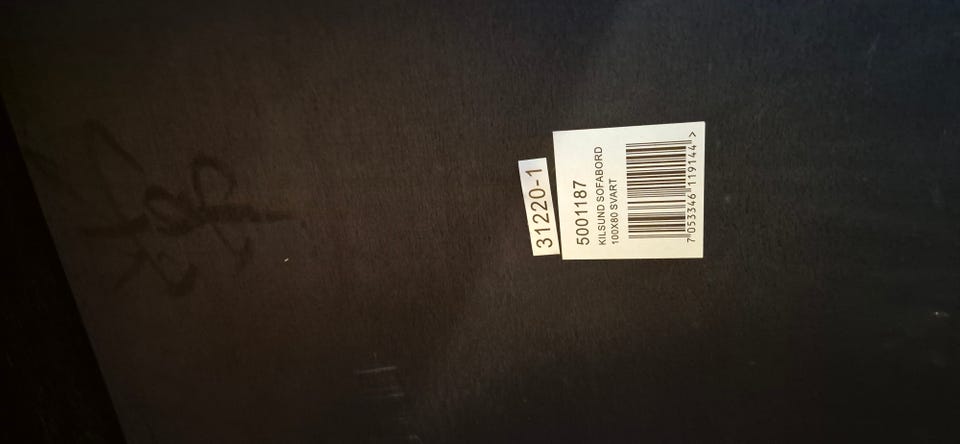 31220-1
5001187
KILSUND SOFABORD
100X80 SVART
7 053346 119144 >